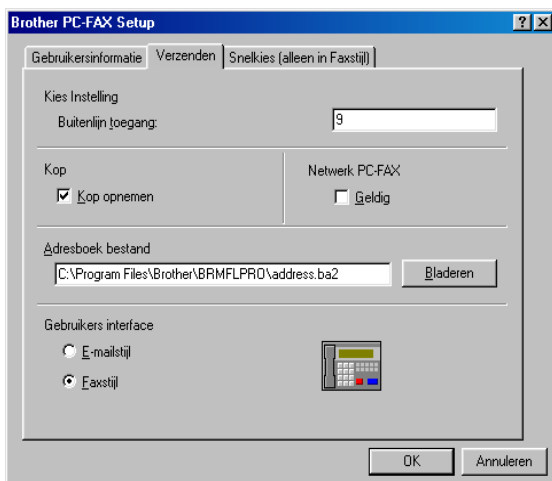 Brother PC-FAX Setup
Gebruikersinformatie Verzenden Snelkies (alleen in Faxstijl)
Kies Instelling
Buitenlijn toegang: 9
Kop
Kop opnemen
Netwerk PC-FAX
Geldig
Adresboek bestand
C:\Program Files\Brother\BRMFLPRO\address.ba2 Bladeren
Gebruikers interface
E-mailstijl
Faxstijl
OK Annuleren